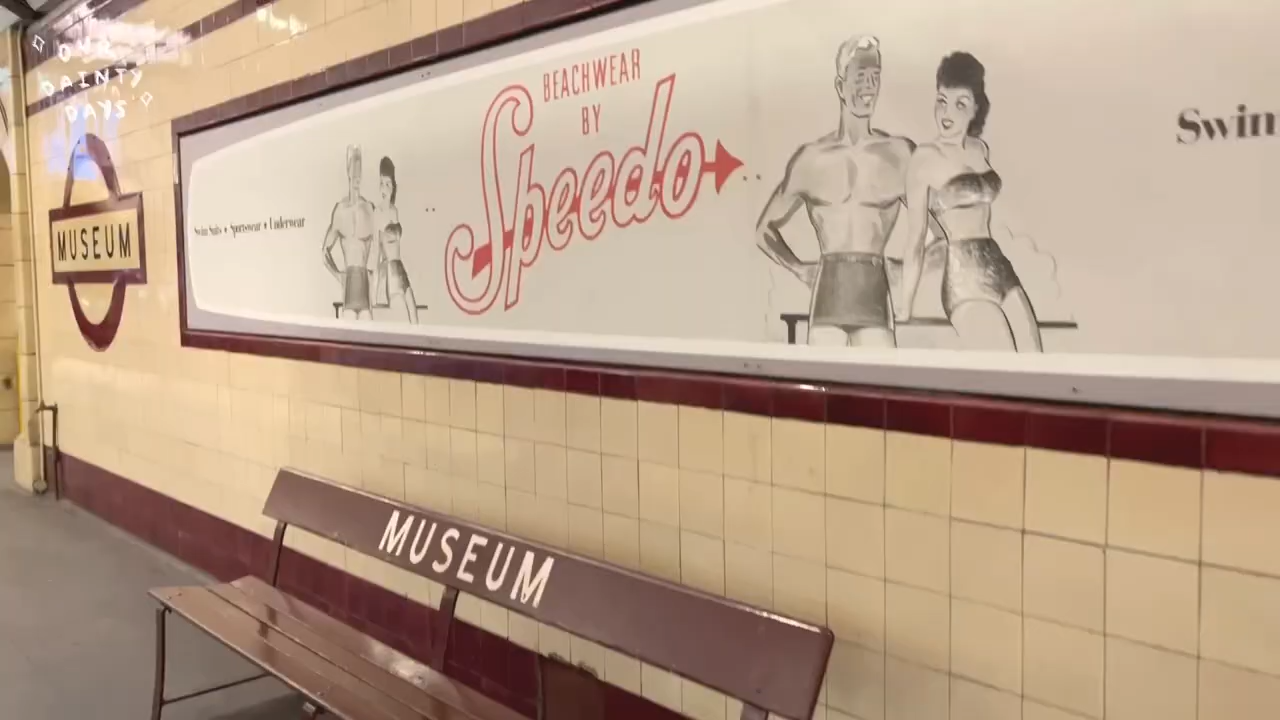 OUR
DAINTY
DAYS
MUSEUM
Swim Suits • Sportswear • Underwear
BEACHWEAR
BY
Speedo
Swim
MUSEUM